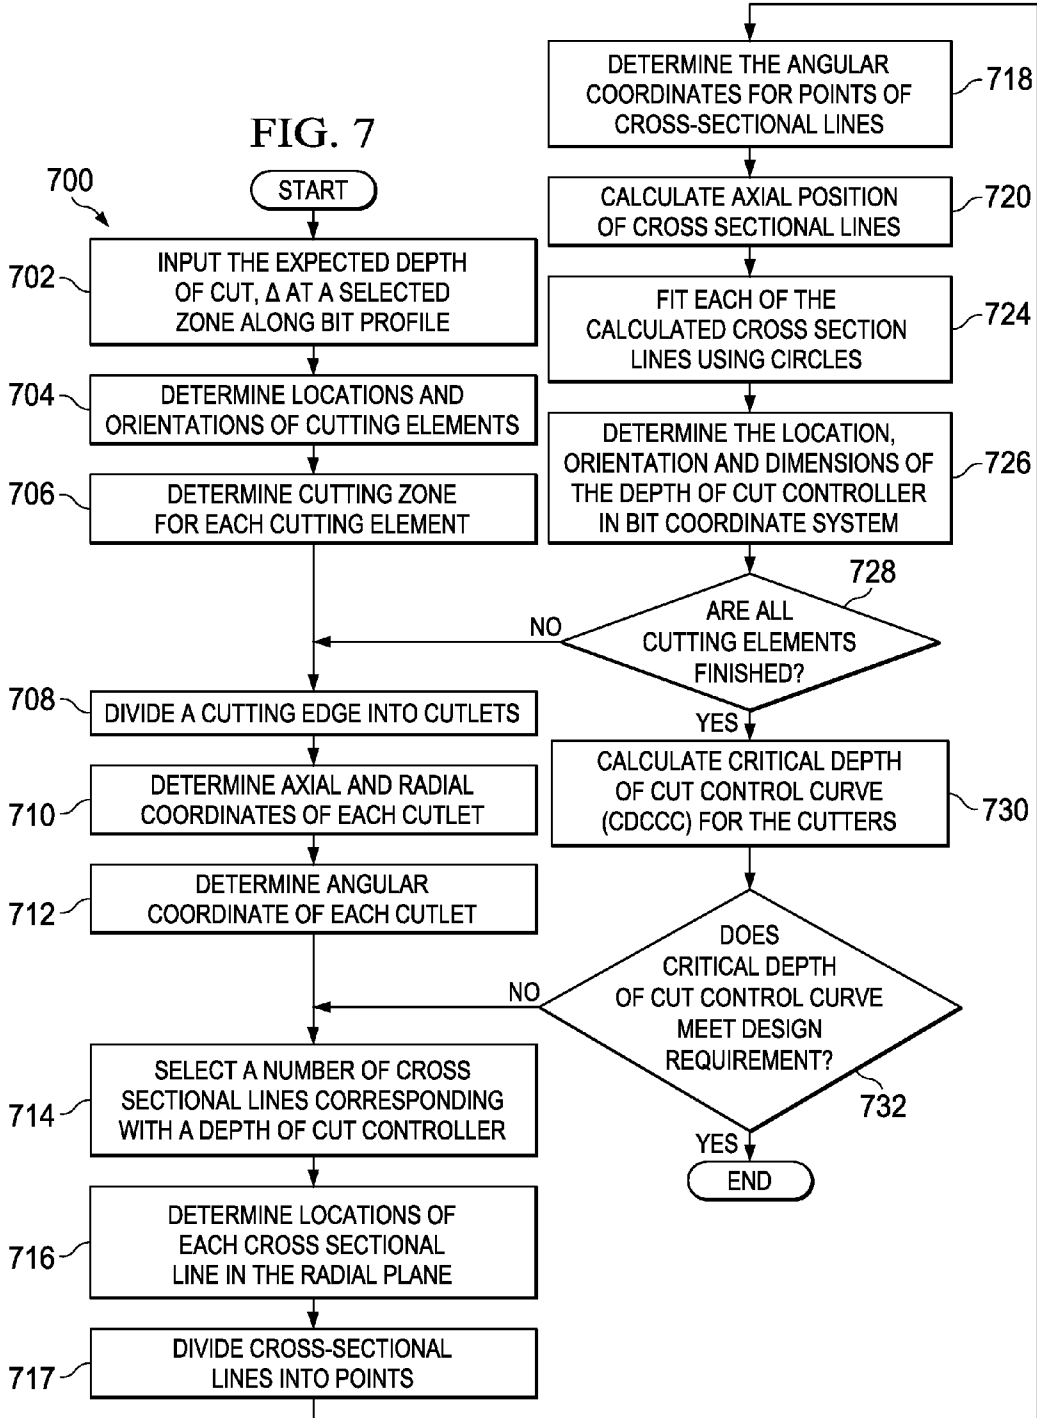 FIG. 7
700
START
702
INPUT THE EXPECTED DEPTH
OF CUT, Δ AT A SELECTED
ZONE ALONG BIT PROFILE
704
DETERMINE LOCATIONS AND
ORIENTATIONS OF CUTTING ELEMENTS
706
DETERMINE CUTTING ZONE
FOR EACH CUTTING ELEMENT
708
DIVIDE A CUTTING EDGE INTO CUTLETS
710
DETERMINE AXIAL AND RADIAL
COORDINATES OF EACH CUTLET
712
DETERMINE ANGULAR
COORDINATE OF EACH CUTLET
714
SELECT A NUMBER OF CROSS
SECTIONAL LINES CORRESPONDING
WITH A DEPTH OF CUT CONTROLLER
716
DETERMINE LOCATIONS OF
EACH CROSS SECTIONAL
LINE IN THE RADIAL PLANE
717
DIVIDE CROSS-SECTIONAL
LINES INTO POINTS
DETERMINE THE ANGULAR
COORDINATES FOR POINTS OF
CROSS-SECTIONAL LINES
718
CALCULATE AXIAL POSITION
OF CROSS SECTIONAL LINES
720
FIT EACH OF THE
CALCULATED CROSS SECTION
LINES USING CIRCLES
724
DETERMINE THE LOCATION,
ORIENTATION AND DIMENSIONS OF
THE DEPTH OF CUT CONTROLLER
IN BIT COORDINATE SYSTEM
726
728
ARE ALL
CUTTING ELEMENTS
FINISHED?
NO
YES
CALCULATE CRITICAL DEPTH
OF CUT CONTROL CURVE
(CDCCC) FOR THE CUTTERS
730
DOES
CRITICAL DEPTH
OF CUT CONTROL CURVE
MEET DESIGN
REQUIREMENT?
NO
732
YES
END